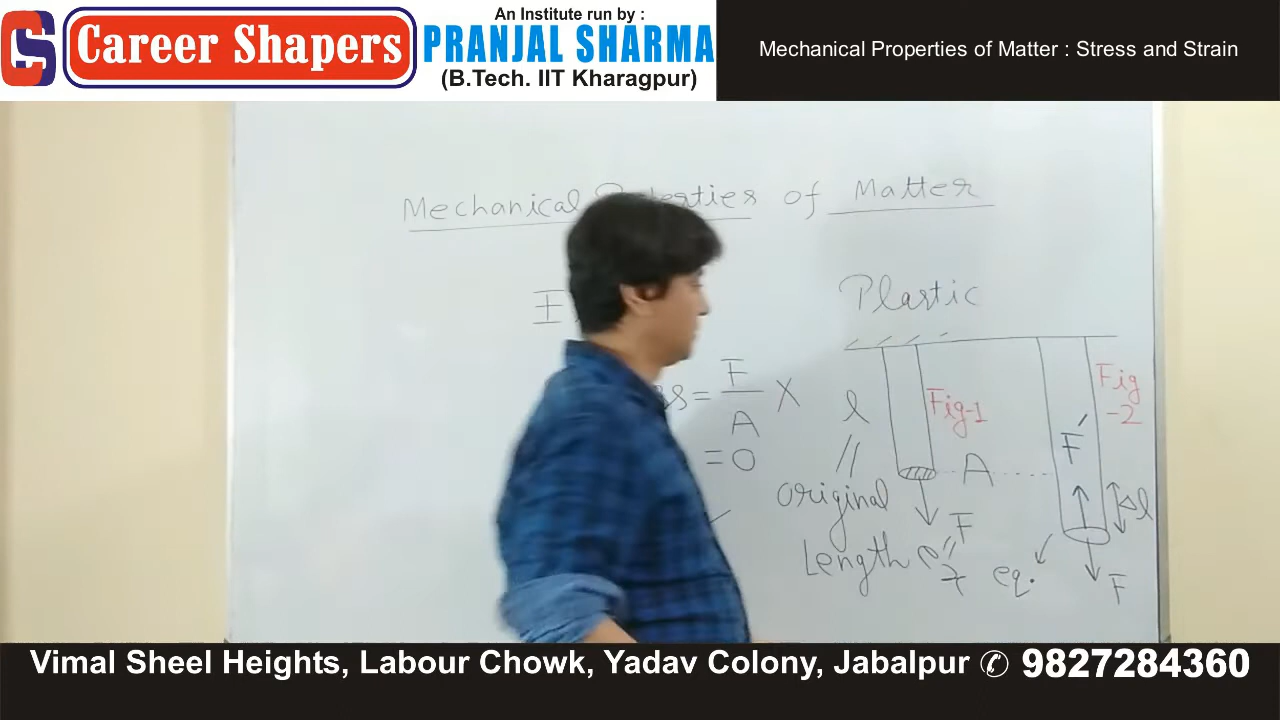 CS Career Shapers
An Institute run by :
PRANJAL SHARMA
(B.Tech. IIT Kharagpur)
Mechanical Properties of Matter : Stress and Strain
Mechanical Properties of Matter
Plastic
= F / A X
= 0
l
//
Original
Length
Fig-1
A
F
eq.
Fig
-2
F′
Δl
F
Vimal Sheel Heights, Labour Chowk, Yadav Colony, Jabalpur ✆ 9827284360